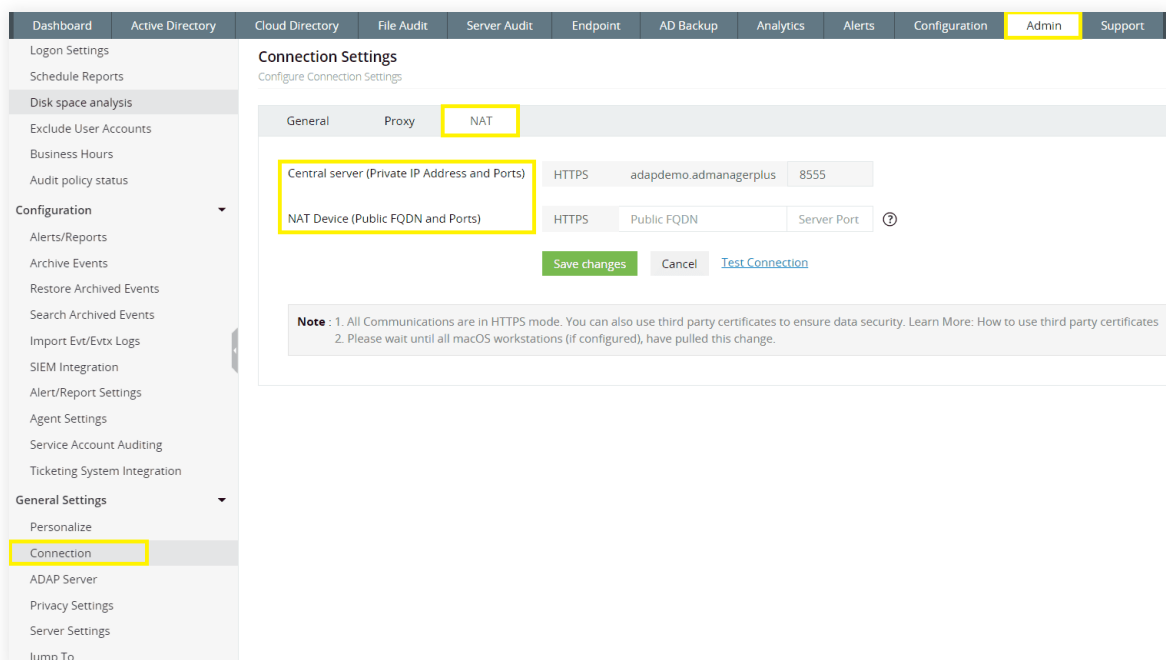 Dashboard Active Directory Cloud Directory File Audit Server Audit Endpoint AD Backup Analytics Alerts Configuration Admin Support
Logon Settings
Schedule Reports
Disk space analysis
Exclude User Accounts
Business Hours
Audit policy status
Configuration
Alerts/Reports
Archive Events
Restore Archived Events
Search Archived Events
Import Evt/Evtx Logs
SIEM Integration
Alert/Report Settings
Agent Settings
Service Account Auditing
Ticketing System Integration
General Settings
Personalize
Connection
ADAP Server
Privacy Settings
Server Settings
Jump To
Connection Settings
Configure Connection Settings
General Proxy NAT
Central server (Private IP Address and Ports) HTTPS adapdemo.admanagerplus 8555
NAT Device (Public FQDN and Ports) HTTPS Public FQDN Server Port ?
Save changes Cancel Test Connection
Note : 1. All Communications are in HTTPS mode. You can also use third party certificates to ensure data security. Learn More: How to use third party certificates
2. Please wait until all macOS workstations (if configured), have pulled this change.